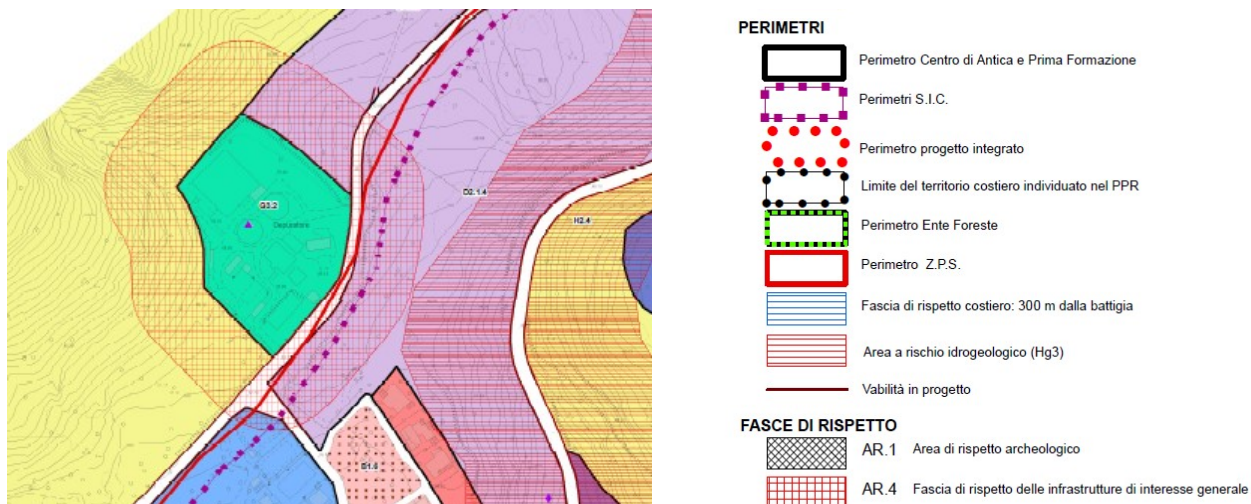 G3.2
Depuratore
D2.1.4
H2.4
PERIMETRI
Perimetro Centro di Antica e Prima Formazione
Perimetri S.I.C.
Perimetro progetto integrato
Limite del territorio costiero individuato nel PPR
Perimetro Ente Foreste
Perimetro Z.P.S.
Fascia di rispetto costiero: 300 m dalla battigia
Area a rischio idrogeologico (Hg3)
Vabilità in progetto
FASCE DI RISPETTO
AR.1 Area di rispetto archeologico
AR.4 Fascia di rispetto delle infrastrutture di interesse generale